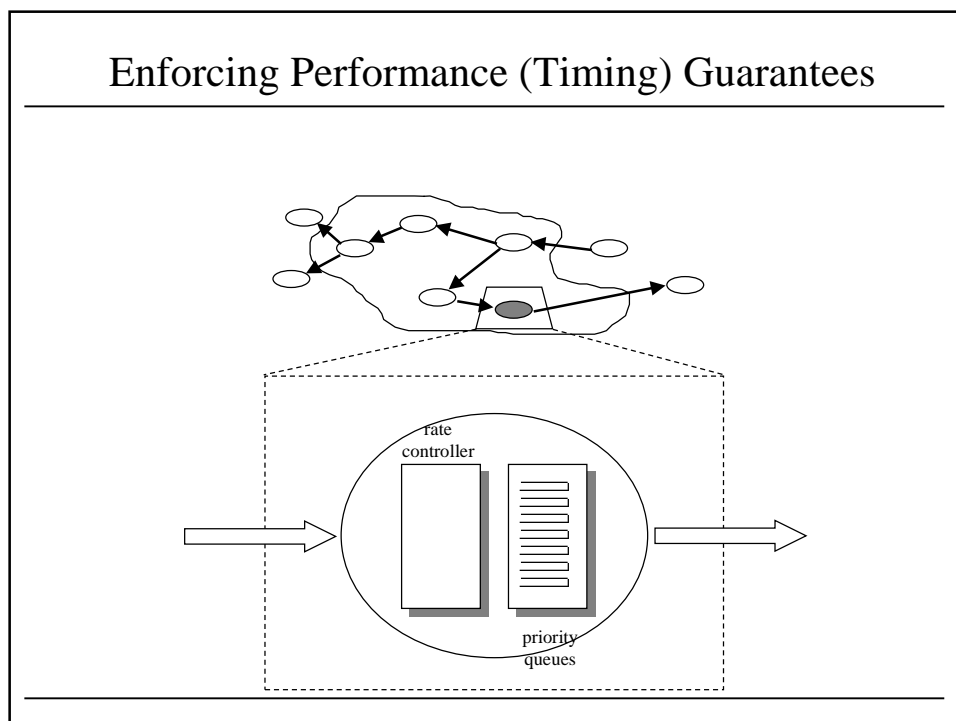 Enforcing Performance (Timing) Guarantees
rate
controller
priority
queues